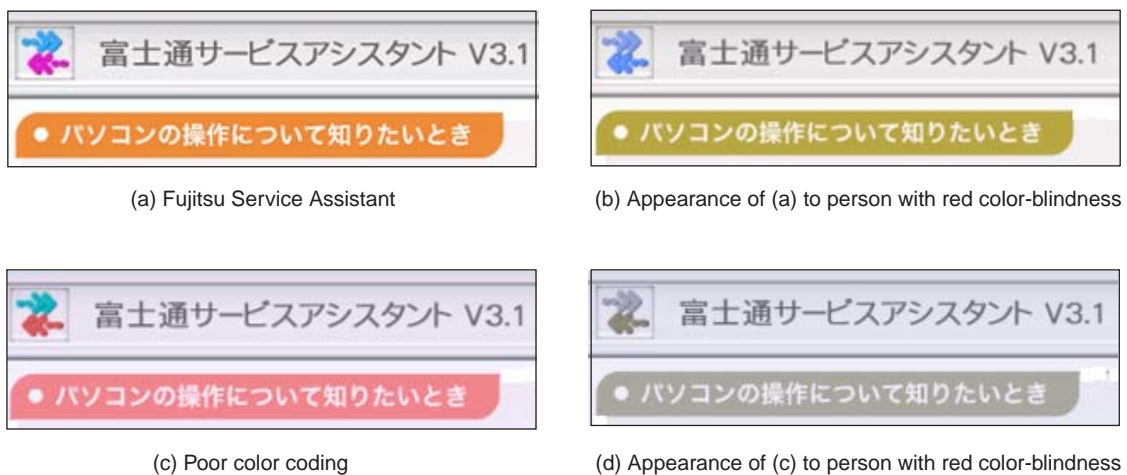 富士通サービスアシスタント V3.1
● パソコンの操作について知りたいとき
(a) Fujitsu Service Assistant
富士通サービスアシスタント V3.1
● パソコンの操作について知りたいとき
(b) Appearance of (a) to person with red color-blindness
富士通サービスアシスタント V3.1
● パソコンの操作について知りたいとき
(c) Poor color coding
富士通サービスアシスタント V3.1
● パソコンの操作について知りたいとき
(d) Appearance of (c) to person with red color-blindness